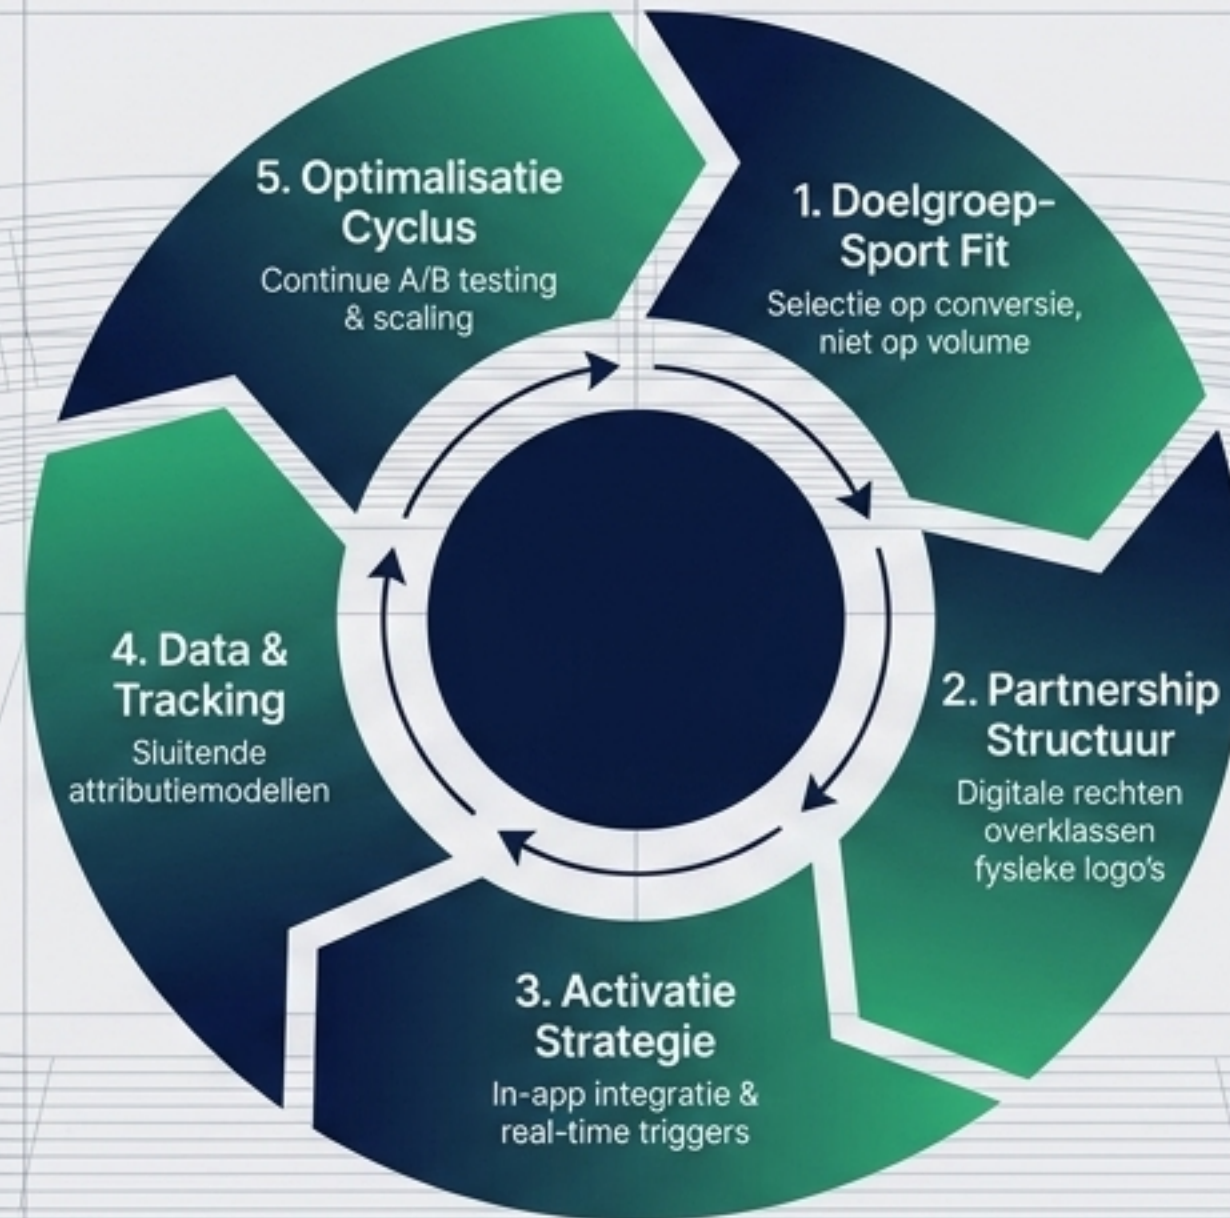 1. Doelgroep-
Sport Fit
Selectie op conversie,
niet op volume
2. Partnership
Structuur
Digitale rechten
overklassen
fysleke logo's
3. Activatie
Strategie
In-app integratie &
real-time triggers
4. Data &
Tracking
Sluitende
attributiemodellen
5. Optimalisatie
Cyclus
Continue A/B testing
& scaling